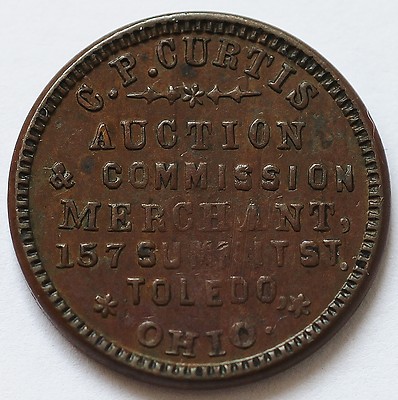 C. P. CURTIS
AUCTION
& COMMISSION
MERCHANT,
157 SUMMIT ST.
TOLEDO,
OHIO.